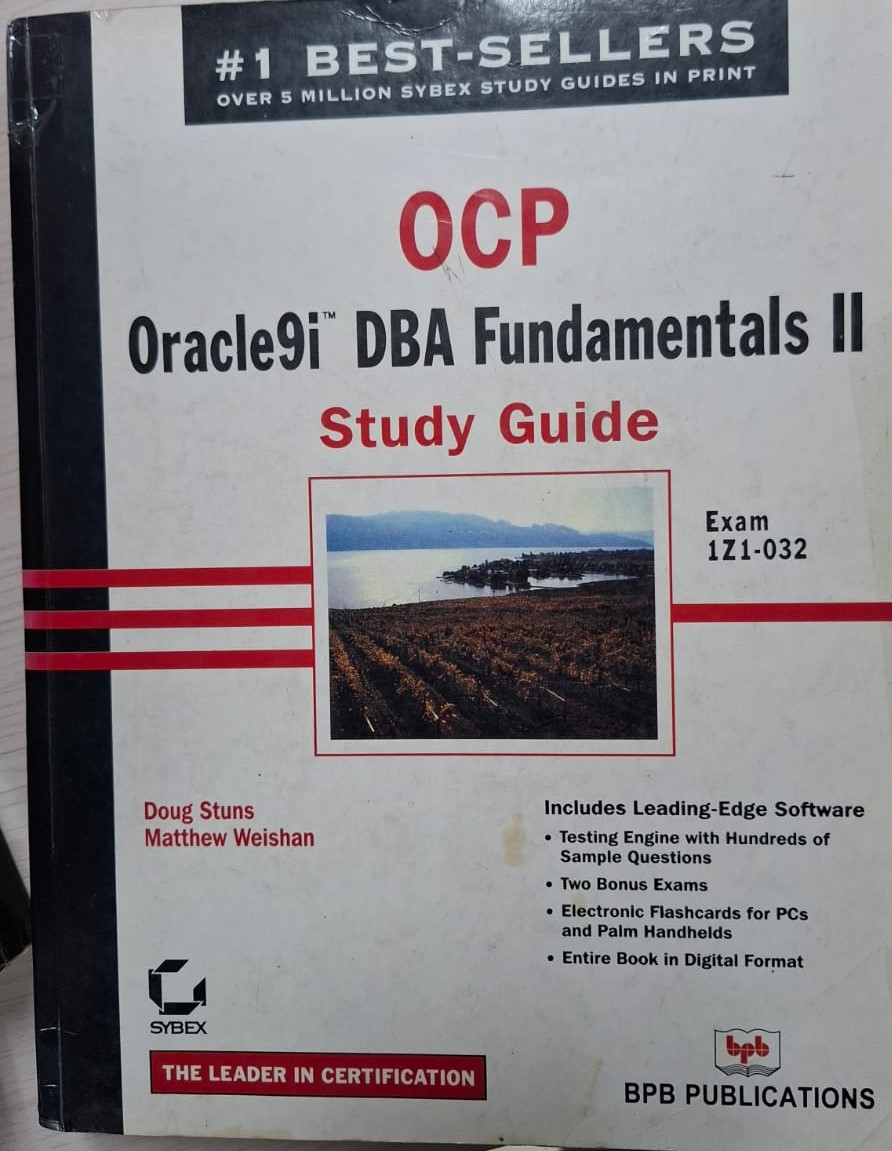 #1 BEST-SELLERS
OVER 5 MILLION SYBEX STUDY GUIDES IN PRINT
OCP
Oracle9i™ DBA Fundamentals II
Study Guide
Exam
1Z1-032
Doug Stuns
Matthew Weishan
Includes Leading-Edge Software
• Testing Engine with Hundreds of
Sample Questions
• Two Bonus Exams
• Electronic Flashcards for PCs
and Palm Handhelds
• Entire Book in Digital Format
SYBEX
THE LEADER IN CERTIFICATION
bpb
BPB PUBLICATIONS